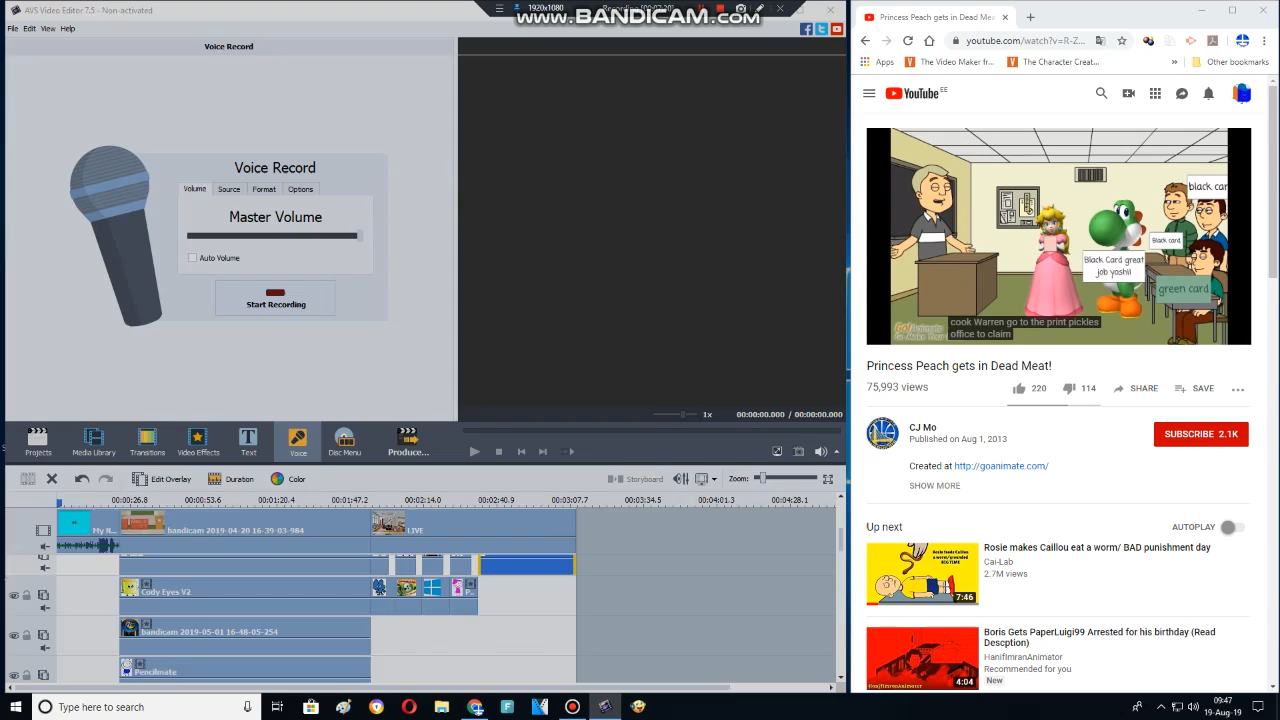 AVS Video Editor 7.5 - Non-activated
1920x1080
Recording [00:07:20]
www.BANDICAM.com
File Edit View Help
Voice Record
Voice Record
Volume Source Format Options
Master Volume
Auto Volume
Start Recording
1x 00:00:00.000 / 00:00:00.000
Projects Media Library Transitions Video Effects Text Voice Disc Menu Produce...
Edit Overlay Duration Color Storyboard Zoom:
00:00:26.8 00:00:53.6 00:01:20.4 00:01:47.2 00:02:14.0 00:02:40.9 00:03:07.7 00:03:34.5 00:04:01.3 00:04:28.1
My N... bandicam 2019-04-20 16-39-03-984 LIVE
Cody Eyes V2 P...
bandicam 2019-05-01 16-48-05-254
Pencilmate
Princess Peach gets in Dead Mea
youtube.com/watch?v=R-Z...
Apps The Video Maker fr... The Character Creat... » Other bookmarks
YouTube EE
black car
Black card
Black Card great
job yoshi!
green card
Go!Animate
cook Warren go to the print pickles
office to claim
Princess Peach gets in Dead Meat!
75,993 views 220 114 SHARE SAVE
CJ Mo
Published on Aug 1, 2013
SUBSCRIBE 2.1K
Created at http://goanimate.com/
SHOW MORE
Up next AUTOPLAY
Rosie makes Caillou eat a worm/ BAD punishment day
Cai-Lab
2.7M views
7:46
Boris Gets PaperLuigi99 Arrested for his birthday (Read
Desception)
HanifImranAnimator
Recommended for you
New
4:04
Type here to search
09:47
19-Aug-19